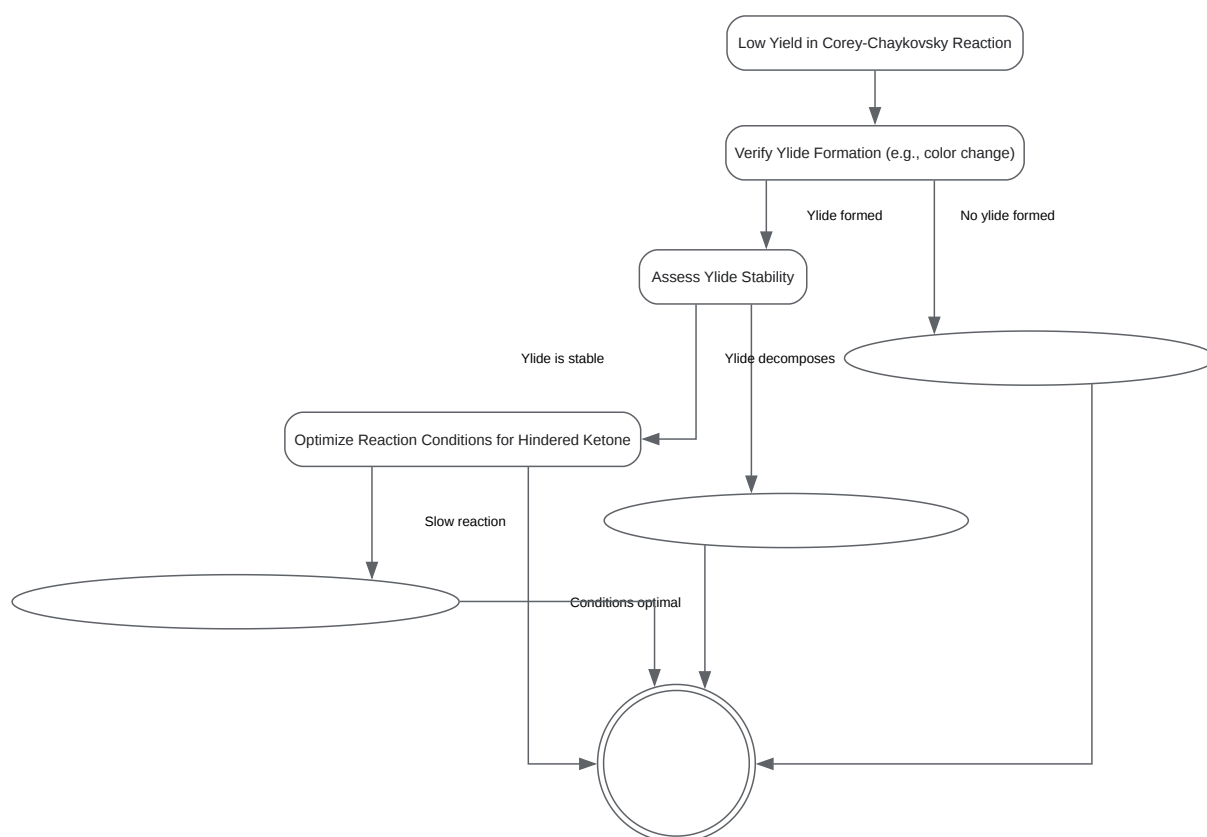 Low Yield in Corey-Chaykovsky Reaction
Verify Ylide Formation (e.g., color change)
Ylide formed
No ylide formed
Assess Ylide Stability
Ylide is stable
Ylide decomposes
Optimize Reaction Conditions for Hindered Ketone
Slow reaction
Conditions optimal